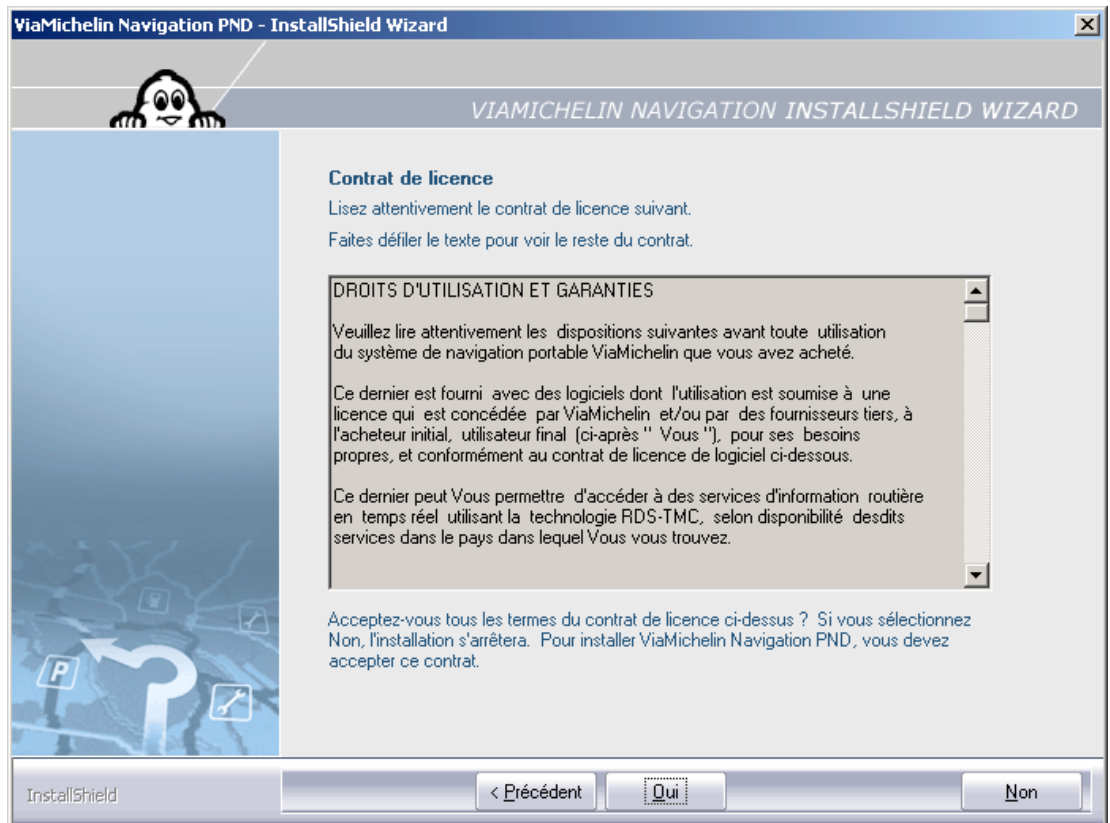 ViaMichelin Navigation PND - InstallShield Wizard
VIAMICHELIN NAVIGATION INSTALLSHIELD WIZARD
Contrat de licence
Lisez attentivement le contrat de licence suivant.
Faites défiler le texte pour voir le reste du contrat.
DROITS D'UTILISATION ET GARANTIES
Veuillez lire attentivement les dispositions suivantes avant toute utilisation
du système de navigation portable ViaMichelin que vous avez acheté.
Ce dernier est fourni avec des logiciels dont l'utilisation est soumise à une
licence qui est concédée par ViaMichelin et/ou par des fournisseurs tiers, à
l'acheteur initial, utilisateur final (ci-après " Vous "), pour ses besoins
propres, et conformément au contrat de licence de logiciel ci-dessous.
Ce dernier peut Vous permettre d'accéder à des services d'information routière
en temps réel utilisant la technologie RDS-TMC, selon disponibilité desdits
services dans le pays dans lequel Vous vous trouvez.
Acceptez-vous tous les termes du contrat de licence ci-dessus ? Si vous sélectionnez
Non, l'installation s'arrêtera. Pour installer ViaMichelin Navigation PND, vous devez
accepter ce contrat.
P
InstallShield
< Précédent
Oui
Non